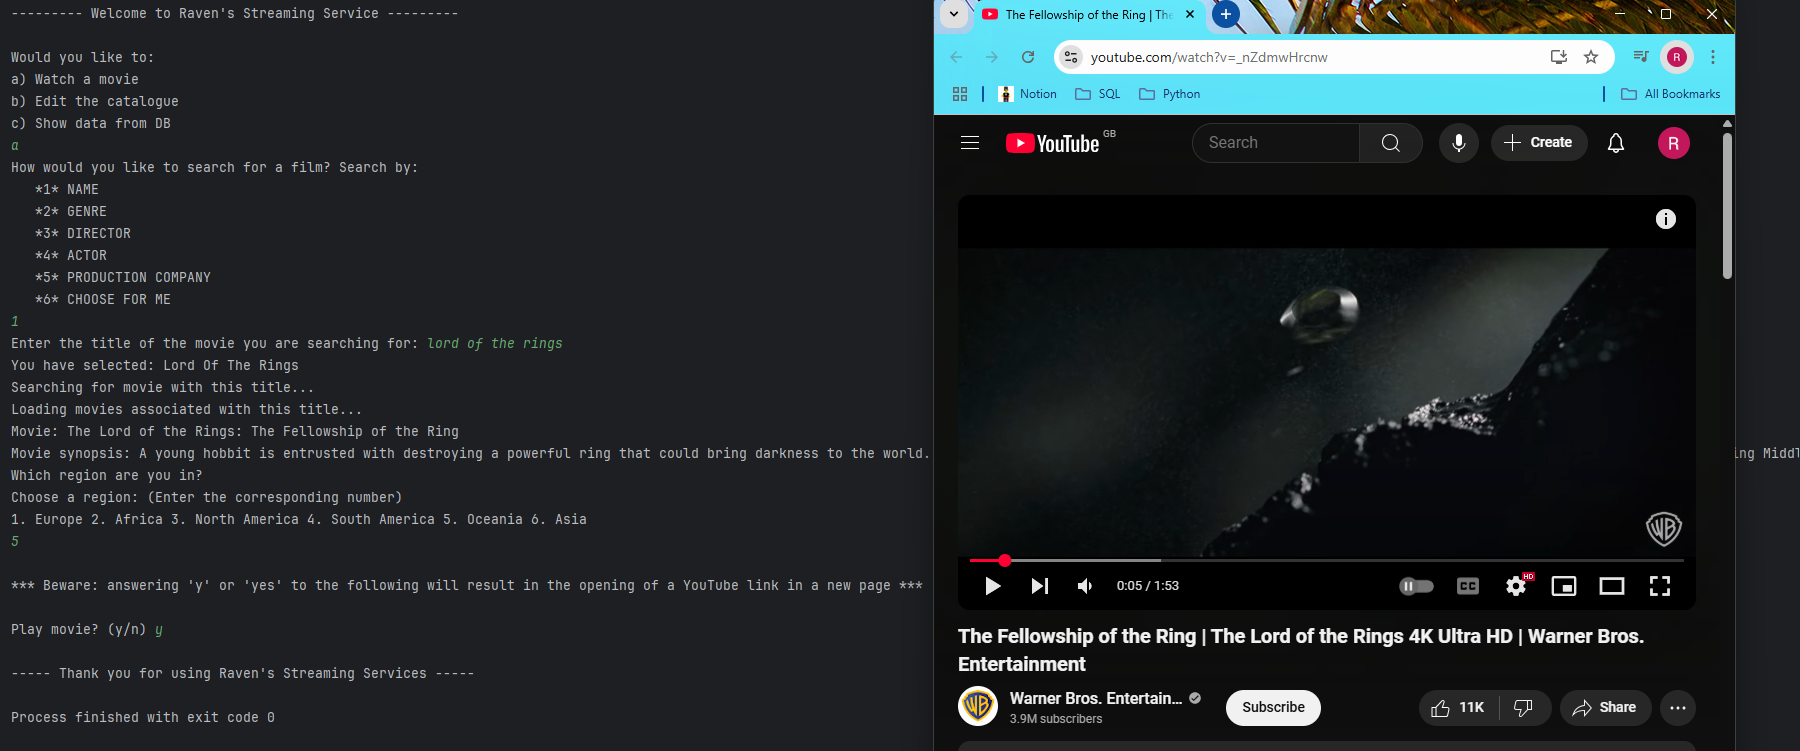 --------- Welcome to Raven's Streaming Service ---------
Would you like to:
a) Watch a movie
b) Edit the catalogue
c) Show data from DB
a
How would you like to search for a film? Search by:
*1* NAME
*2* GENRE
*3* DIRECTOR
*4* ACTOR
*5* PRODUCTION COMPANY
*6* CHOOSE FOR ME
1
Enter the title of the movie you are searching for: lord of the rings
You have selected: Lord Of The Rings
Searching for movie with this title...
Loading movies associated with this title...
Movie: The Lord of the Rings: The Fellowship of the Ring
Movie synopsis: A young hobbit is entrusted with destroying a powerful ring that could bring darkness to the world.
Which region are you in?
Choose a region: (Enter the corresponding number)
1. Europe 2. Africa 3. North America 4. South America 5. Oceania 6. Asia
5
*** Beware: answering 'y' or 'yes' to the following will result in the opening of a YouTube link in a new page ***
Play movie? (y/n) y
----- Thank you for using Raven's Streaming Services -----
Process finished with exit code 0
The Fellowship of the Ring | The
youtube.com/watch?v=_nZdmwHrcnw
R
Notion SQL Python All Bookmarks
YouTube GB Search Create R
WB
0:05 / 1:53 CC HD
The Fellowship of the Ring | The Lord of the Rings 4K Ultra HD | Warner Bros.
Entertainment
WB Warner Bros. Entertain... Subscribe 11K Share
3.9M subscribers
ing Middl